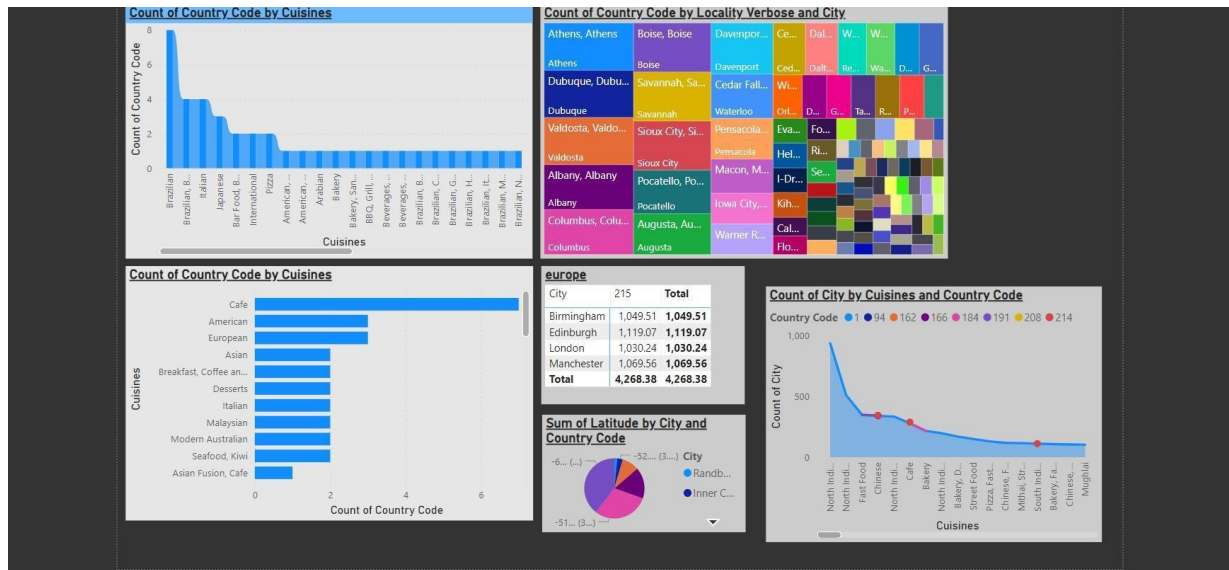 Count of Country Code by Cuisines
Count of Country Code
8
6
4
2
0
Brazilian
Brazilian, B...
Italian
Japanese
Bar Food, B...
International
Pizza
American, ...
American, ...
Arabian
Bakery
Bakery, San...
BBQ, Grill, ...
Beverages, ...
Beverages, ...
Brazilian, B...
Brazilian, C...
Brazilian, G...
Brazilian, H...
Brazilian, It...
Brazilian, M...
Brazilian, N...
Cuisines
Count of Country Code by Locality Verbose and City
Athens, Athens
Athens
Dubuque, Dubu...
Dubuque
Valdosta, Valdo...
Valdosta
Albany, Albany
Albany
Columbus, Colu...
Columbus
Boise, Boise
Boise
Savannah, Sa...
Savannah
Sioux City, Si...
Sioux City
Pocatello, Po...
Pocatello
Augusta, Au...
Augusta
Davenpor...
Davenport
Cedar Fall...
Waterloo
Pensacola...
Pensacola
Macon, M...
Iowa City,...
Warner R...
Ce...
Ced...
Wi...
Orl...
Eva...
Hel...
I-Dr...
Kih...
Cal...
Flo...
Dal...
Dalt...
W...
Re...
W...
Wa...
D...
G...
D...
G...
Ta...
R...
P...
Fo...
Ri...
Se...
Count of Country Code by Cuisines
Cuisines
Cafe
American
European
Asian
Breakfast, Coffee an...
Desserts
Italian
Malaysian
Modern Australian
Seafood, Kiwi
Asian Fusion, Cafe
0
2
4
6
Count of Country Code
europe
City 215 Total
Birmingham 1,049.51 1,049.51
Edinburgh 1,119.07 1,119.07
London 1,030.24 1,030.24
Manchester 1,069.56 1,069.56
Total 4,268.38 4,268.38
Sum of Latitude by City and
Country Code
-6... (...)
-52.... (3...)
-51... (3...)
City
Randb...
Inner C...
Count of City by Cuisines and Country Code
Country Code 1 94 162 166 184 191 208 214
Count of City
1,000
500
0
North Indi...
North Indi...
Fast Food
Chinese
North Indi...
Cafe
Bakery
North Indi...
Bakery, D...
Street Food
Pizza, Fast...
Chinese, F...
Mithai, Str...
South Indi...
Bakery, Fa...
Chinese, ...
Mughlai
Cuisines